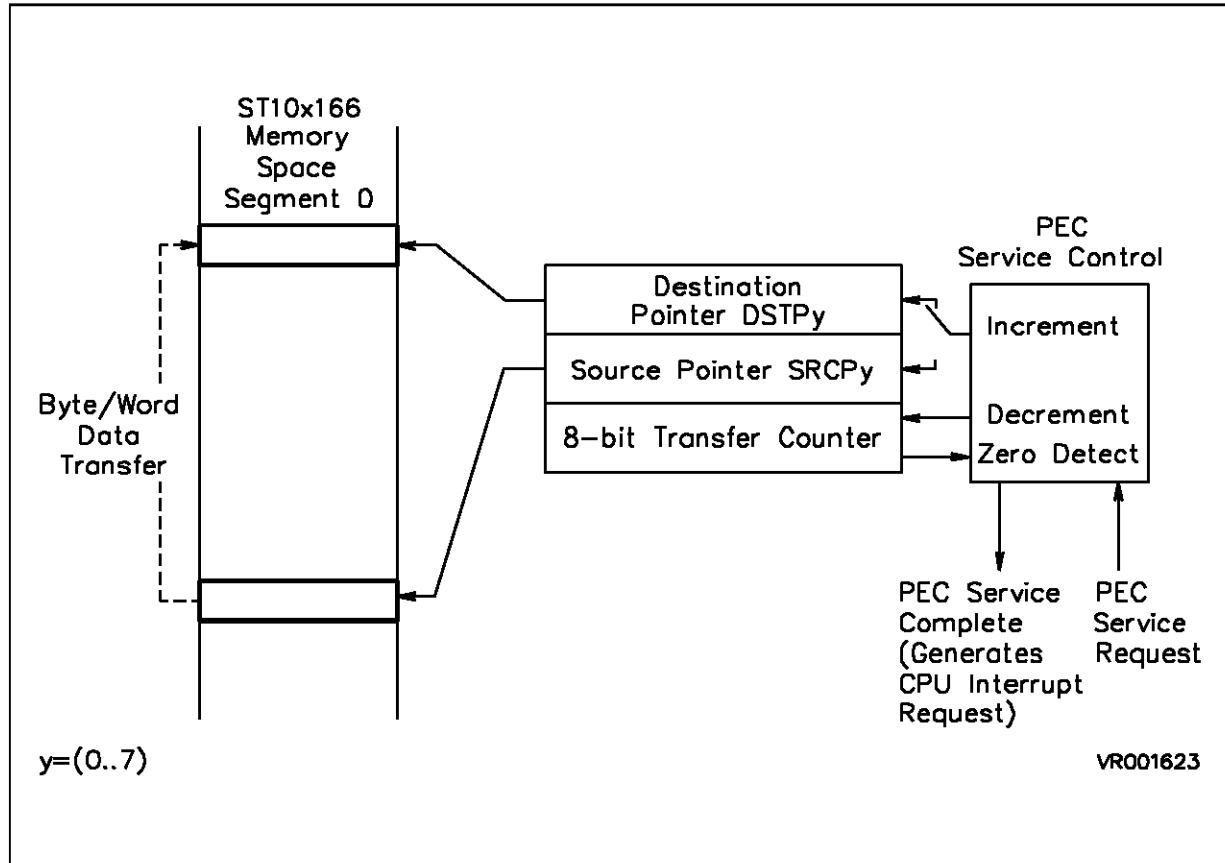 ST10x166
Memory
Space
Segment 0
PEC
Service Control
Destination
Pointer DSTPy
Increment
Source Pointer SRCPy
Byte/Word
Data
Transfer
Decrement
8-bit Transfer Counter
Zero Detect
PEC Service
Complete
(Generates
CPU Interrupt
Request)
PEC
Service
Request
y=(0..7)
VR001623